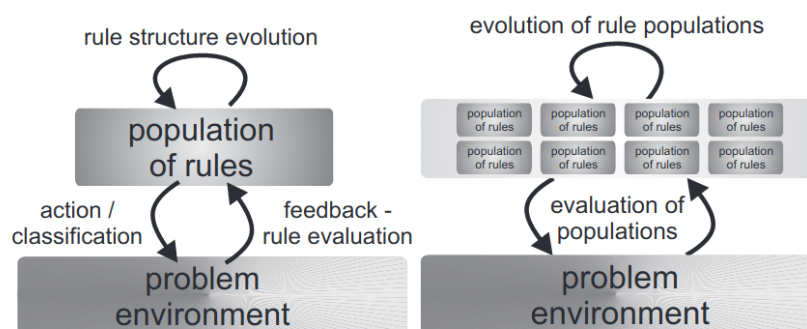 rule structure evolution
population
of rules
action /
classification
feedback -
rule evaluation
problem
environment
evolution of rule populations
population
of rules
population
of rules
population
of rules
population
of rules
population
of rules
population
of rules
population
of rules
population
of rules
evaluation of
populations
problem
environment